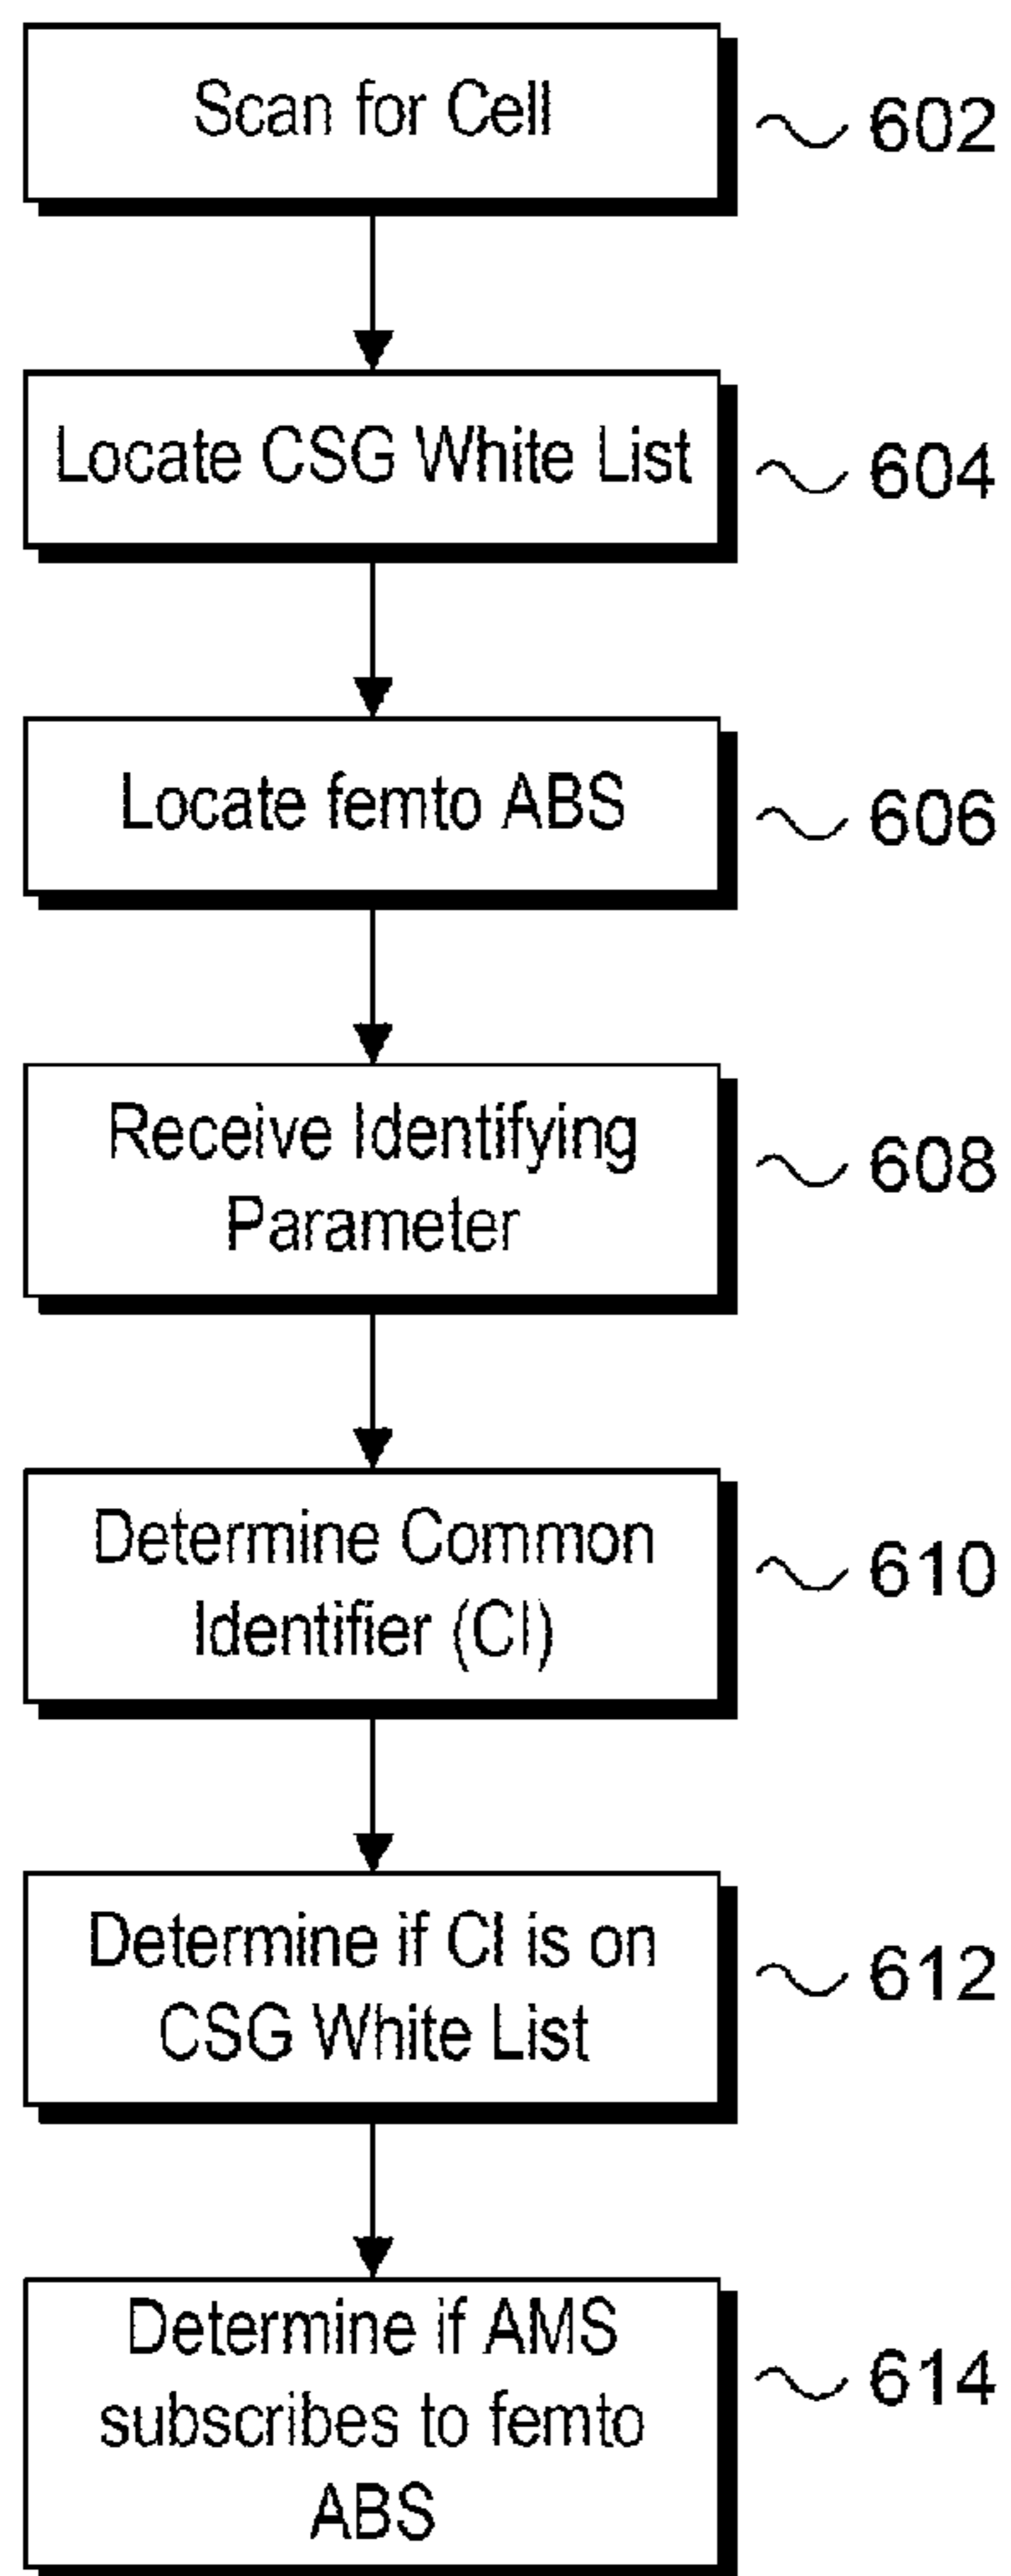 Scan for Cell
602
Locate CSG White List
604
Locate femto ABS
606
Receive Identifying
Parameter
608
Determine Common
Identifier (CI)
610
Determine if CI is on
CSG White List
612
Determine if AMS
subscribes to femto
ABS
614